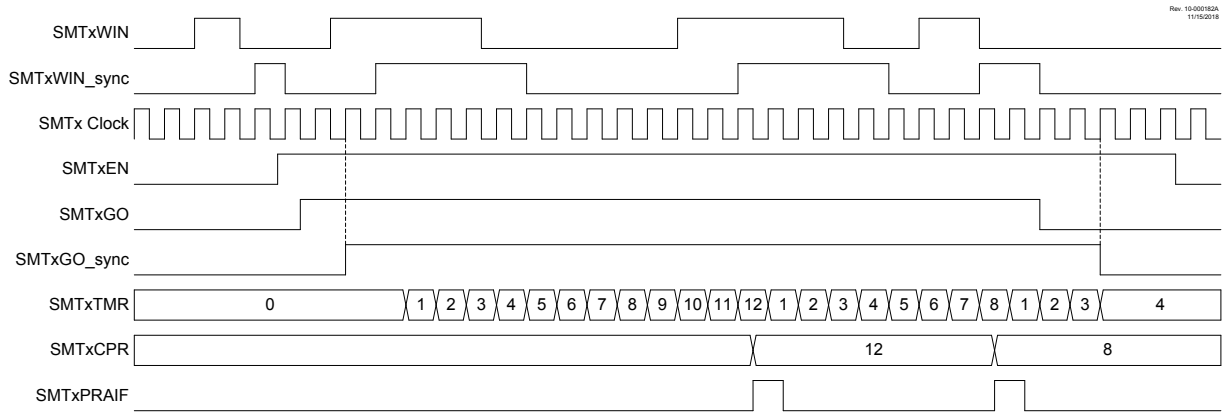 Rev. 10-000182A
11/15/2018
SMTxWIN
SMTxWIN_sync
SMTx Clock
SMTxEN
SMTxGO
SMTxGO_sync
SMTxTMR 0 1 2 3 4 5 6 7 8 9 10 11 12 1 2 3 4 5 6 7 8 1 2 3 4
SMTxCPR 12 8
SMTxPRAIF